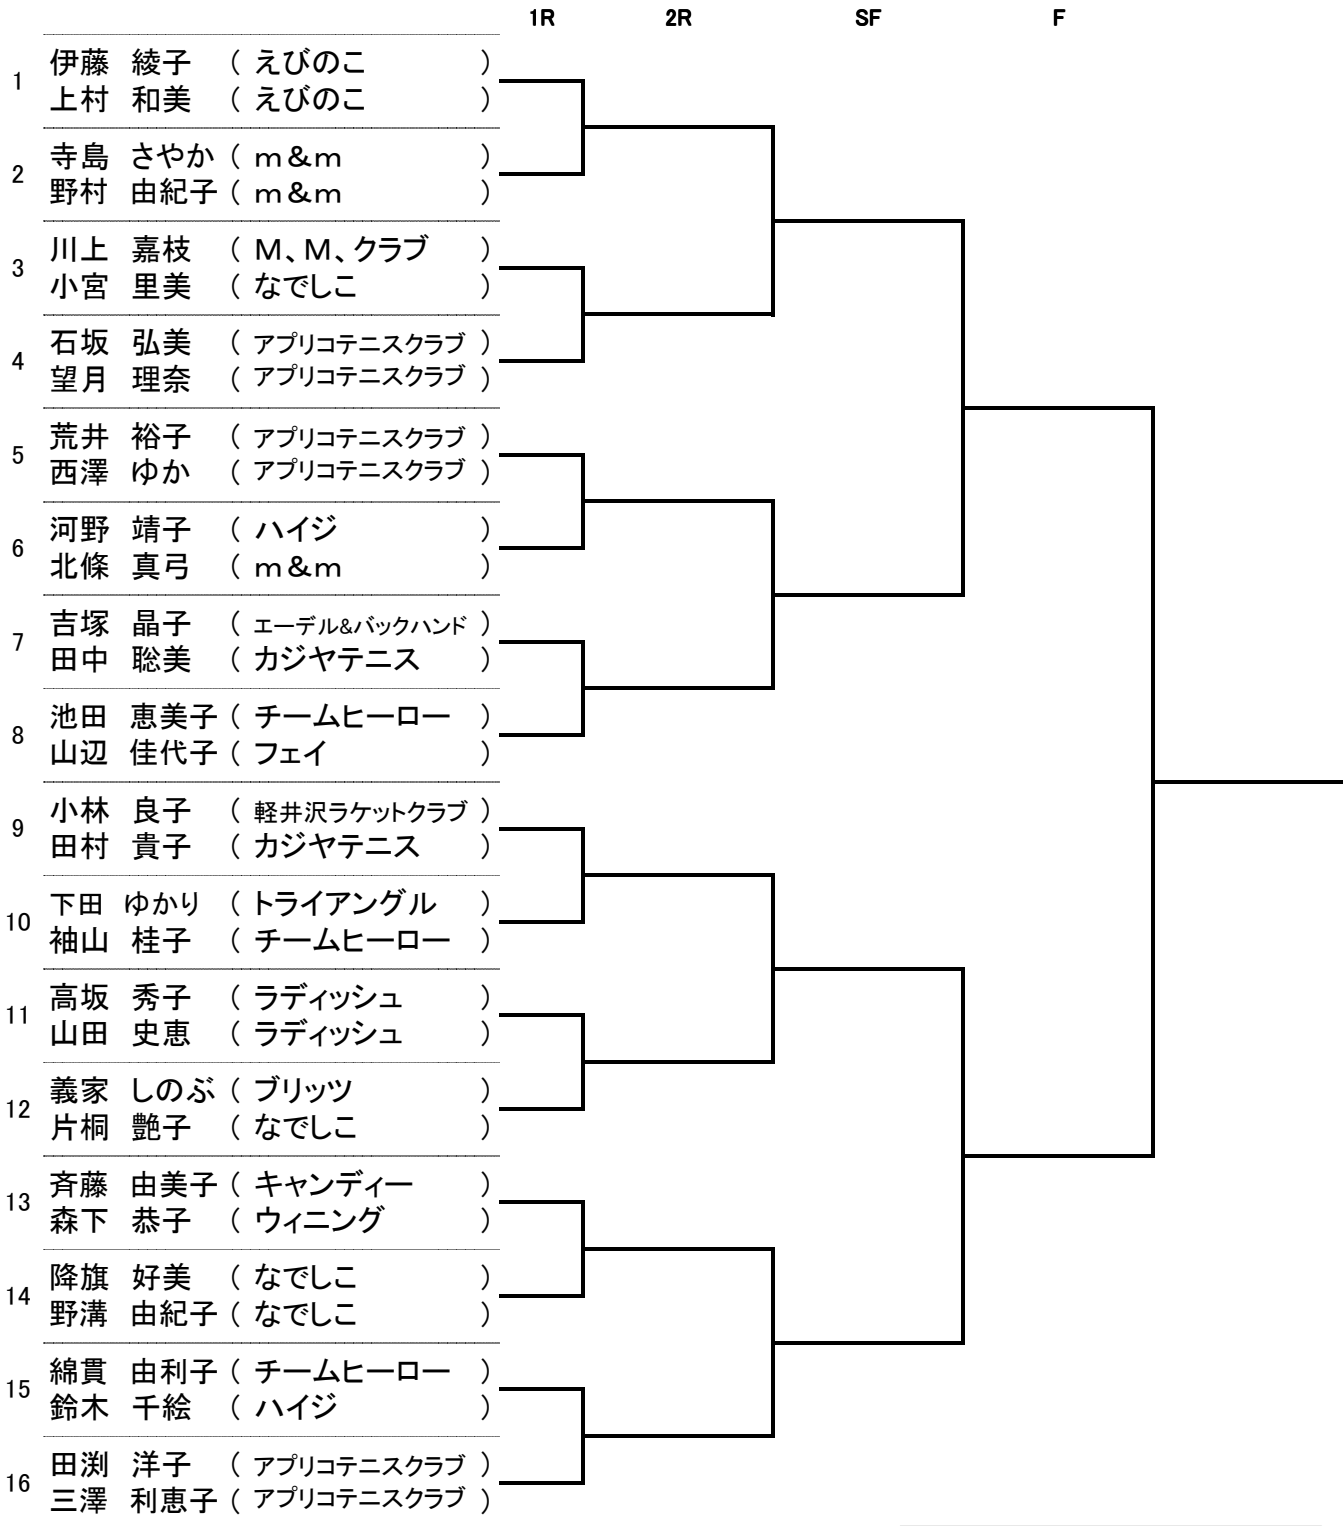 1R 2R SF F
1
伊藤 綾子 ( えびのこ )
上村 和美 ( えびのこ )
2
寺島 さやか ( ｍ&ｍ )
野村 由紀子 ( ｍ&ｍ )
3
川上 嘉枝 ( Ｍ、Ｍ、クラブ )
小宮 里美 ( なでしこ )
4
石坂 弘美 ( アプリコテニスクラブ )
望月 理奈 ( アプリコテニスクラブ )
5
荒井 裕子 ( アプリコテニスクラブ )
西澤 ゆか ( アプリコテニスクラブ )
6
河野 靖子 ( ハイジ )
北條 真弓 ( ｍ&ｍ )
7
吉塚 晶子 ( エーデル&バックハンド )
田中 聡美 ( カジヤテニス )
8
池田 恵美子 ( チームヒーロー )
山辺 佳代子 ( フェイ )
9
小林 良子 ( 軽井沢ラケットクラブ )
田村 貴子 ( カジヤテニス )
10
下田 ゆかり ( トライアングル )
袖山 桂子 ( チームヒーロー )
11
高坂 秀子 ( ラディッシュ )
山田 史恵 ( ラディッシュ )
12
義家 しのぶ ( ブリッツ )
片桐 艶子 ( なでしこ )
13
斉藤 由美子 ( キャンディー )
森下 恭子 ( ウィニング )
14
降旗 好美 ( なでしこ )
野溝 由紀子 ( なでしこ )
15
綿貫 由利子 ( チームヒーロー )
鈴木 千絵 ( ハイジ )
16
田渕 洋子 ( アプリコテニスクラブ )
三澤 利恵子 ( アプリコテニスクラブ )